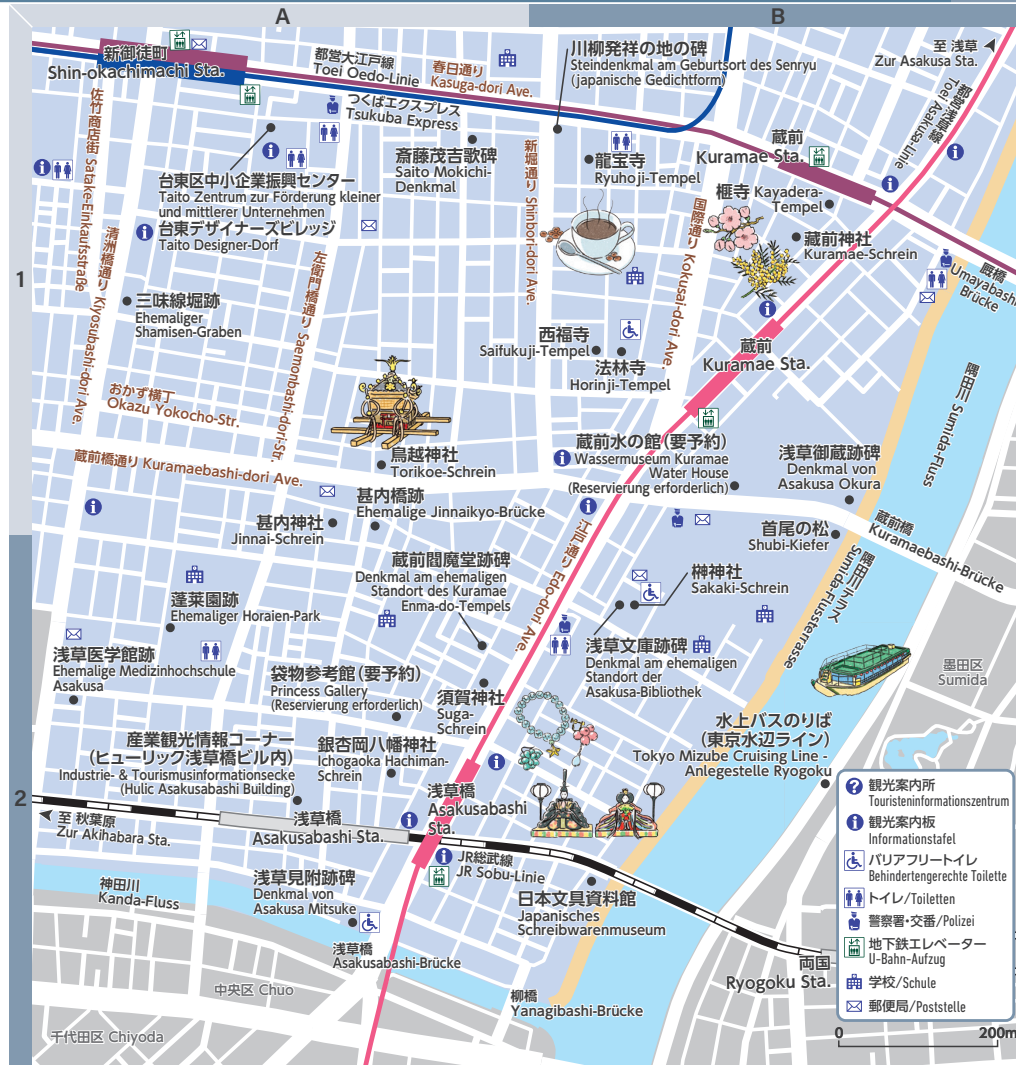 A
B
1
2
新御徒町
Shin-okachimachi Sta.
都営大江戸線
Toei Oedo-Linie
春日通り
Kasuga-dori Ave.
つくばエクスプレス
Tsukuba Express
川柳発祥の地の碑
Steindenkmal am Geburtsort des Senryu
(japanische Gedichtform)
至 浅草
Zur Asakusa Sta.
都営浅草線
Toei Asakusa-Linie
佐竹商店街 Satake-Einkaufsstraße
台東区中小企業振興センター
Taito Zentrum zur Förderung kleiner
und mittlerer Unternehmen
台東デザイナーズビレッジ
Taito Designer-Dorf
斎藤茂吉歌碑
Saito Mokichi-
Denkmal
新堀通り Shinbori-dori Ave.
龍宝寺
Ryuhoji-Tempel
蔵前
Kuramae Sta.
榧寺 Kayadera-
Tempel
国際通り Kokusai-dori Ave.
蔵前神社
Kuramae-Schrein
厩橋
Umayabashi-
Brücke
清洲橋通り Kiyosubashi-dori Ave.
左衛門橋通り Saemonbashi-dori-Str.
三味線堀跡
Ehemaliger
Shamisen-Graben
西福寺
Saifukuji-Tempel
法林寺
Horinji-Tempel
蔵前
Kuramae Sta.
隅田川 Sumida-Fluss
おかず横丁
Okazu Yokocho-Str.
鳥越神社
Torikoe-Schrein
蔵前橋通り Kuramaebashi-dori Ave.
蔵前水の館(要予約)
Wassermuseum Kuramae
Water House
(Reservierung erforderlich)
浅草御蔵跡碑
Denkmal von
Asakusa Okura
甚内橋跡
Ehemalige Jinnaikyo-Brücke
甚内神社
Jinnai-Schrein
江戸通り Edo-dori Ave.
首尾の松
Shubi-Kiefer
蔵前橋
Kuramaebashi-Brücke
隅田川テラス
Sumida-Flussterrasse
蔵前閻魔堂跡碑
Denkmal am ehemaligen
Standort des Kuramae
Enma-do-Tempels
榊神社
Sakaki-Schrein
蓬莱園跡
Ehemaliger Horaien-Park
浅草文庫跡碑
Denkmal am ehemaligen
Standort der
Asakusa-Bibliothek
墨田区
Sumida
浅草医学館跡
Ehemalige Medizinhochschule
Asakusa
袋物参考館(要予約)
Princess Gallery
(Reservierung erforderlich)
須賀神社
Suga-
Schrein
水上バスのりば
(東京水辺ライン)
Tokyo Mizube Cruising Line -
Anlegestelle Ryogoku
産業観光情報コーナー
(ヒューリック浅草橋ビル内)
Industrie- & Tourismusinformationsecke
(Hulic Asakusabashi Building)
銀杏岡八幡神社
Ichogaoka Hachiman-
Schrein
浅草橋
Asakusabashi
Sta.
至 秋葉原
Zur Akihabara Sta.
浅草橋
Asakusabashi Sta.
JR総武線
JR Sobu-Linie
神田川
Kanda-Fluss
浅草見附跡碑
Denkmal von
Asakusa Mitsuke
日本文具資料館
Japanisches
Schreibwarenmuseum
浅草橋
Asakusabashi-Brücke
両国
Ryogoku Sta.
中央区 Chuo
柳橋
Yanagibashi-Brücke
千代田区 Chiyoda
? 観光案内所
Touristeninformationszentrum
i 観光案内板
Informationstafel
バリアフリートイレ
Behindertengerechte Toilette
トイレ/Toiletten
警察署・交番/Polizei
地下鉄エレベーター
U-Bahn-Aufzug
学校/Schule
郵便局/Poststelle
0 200m